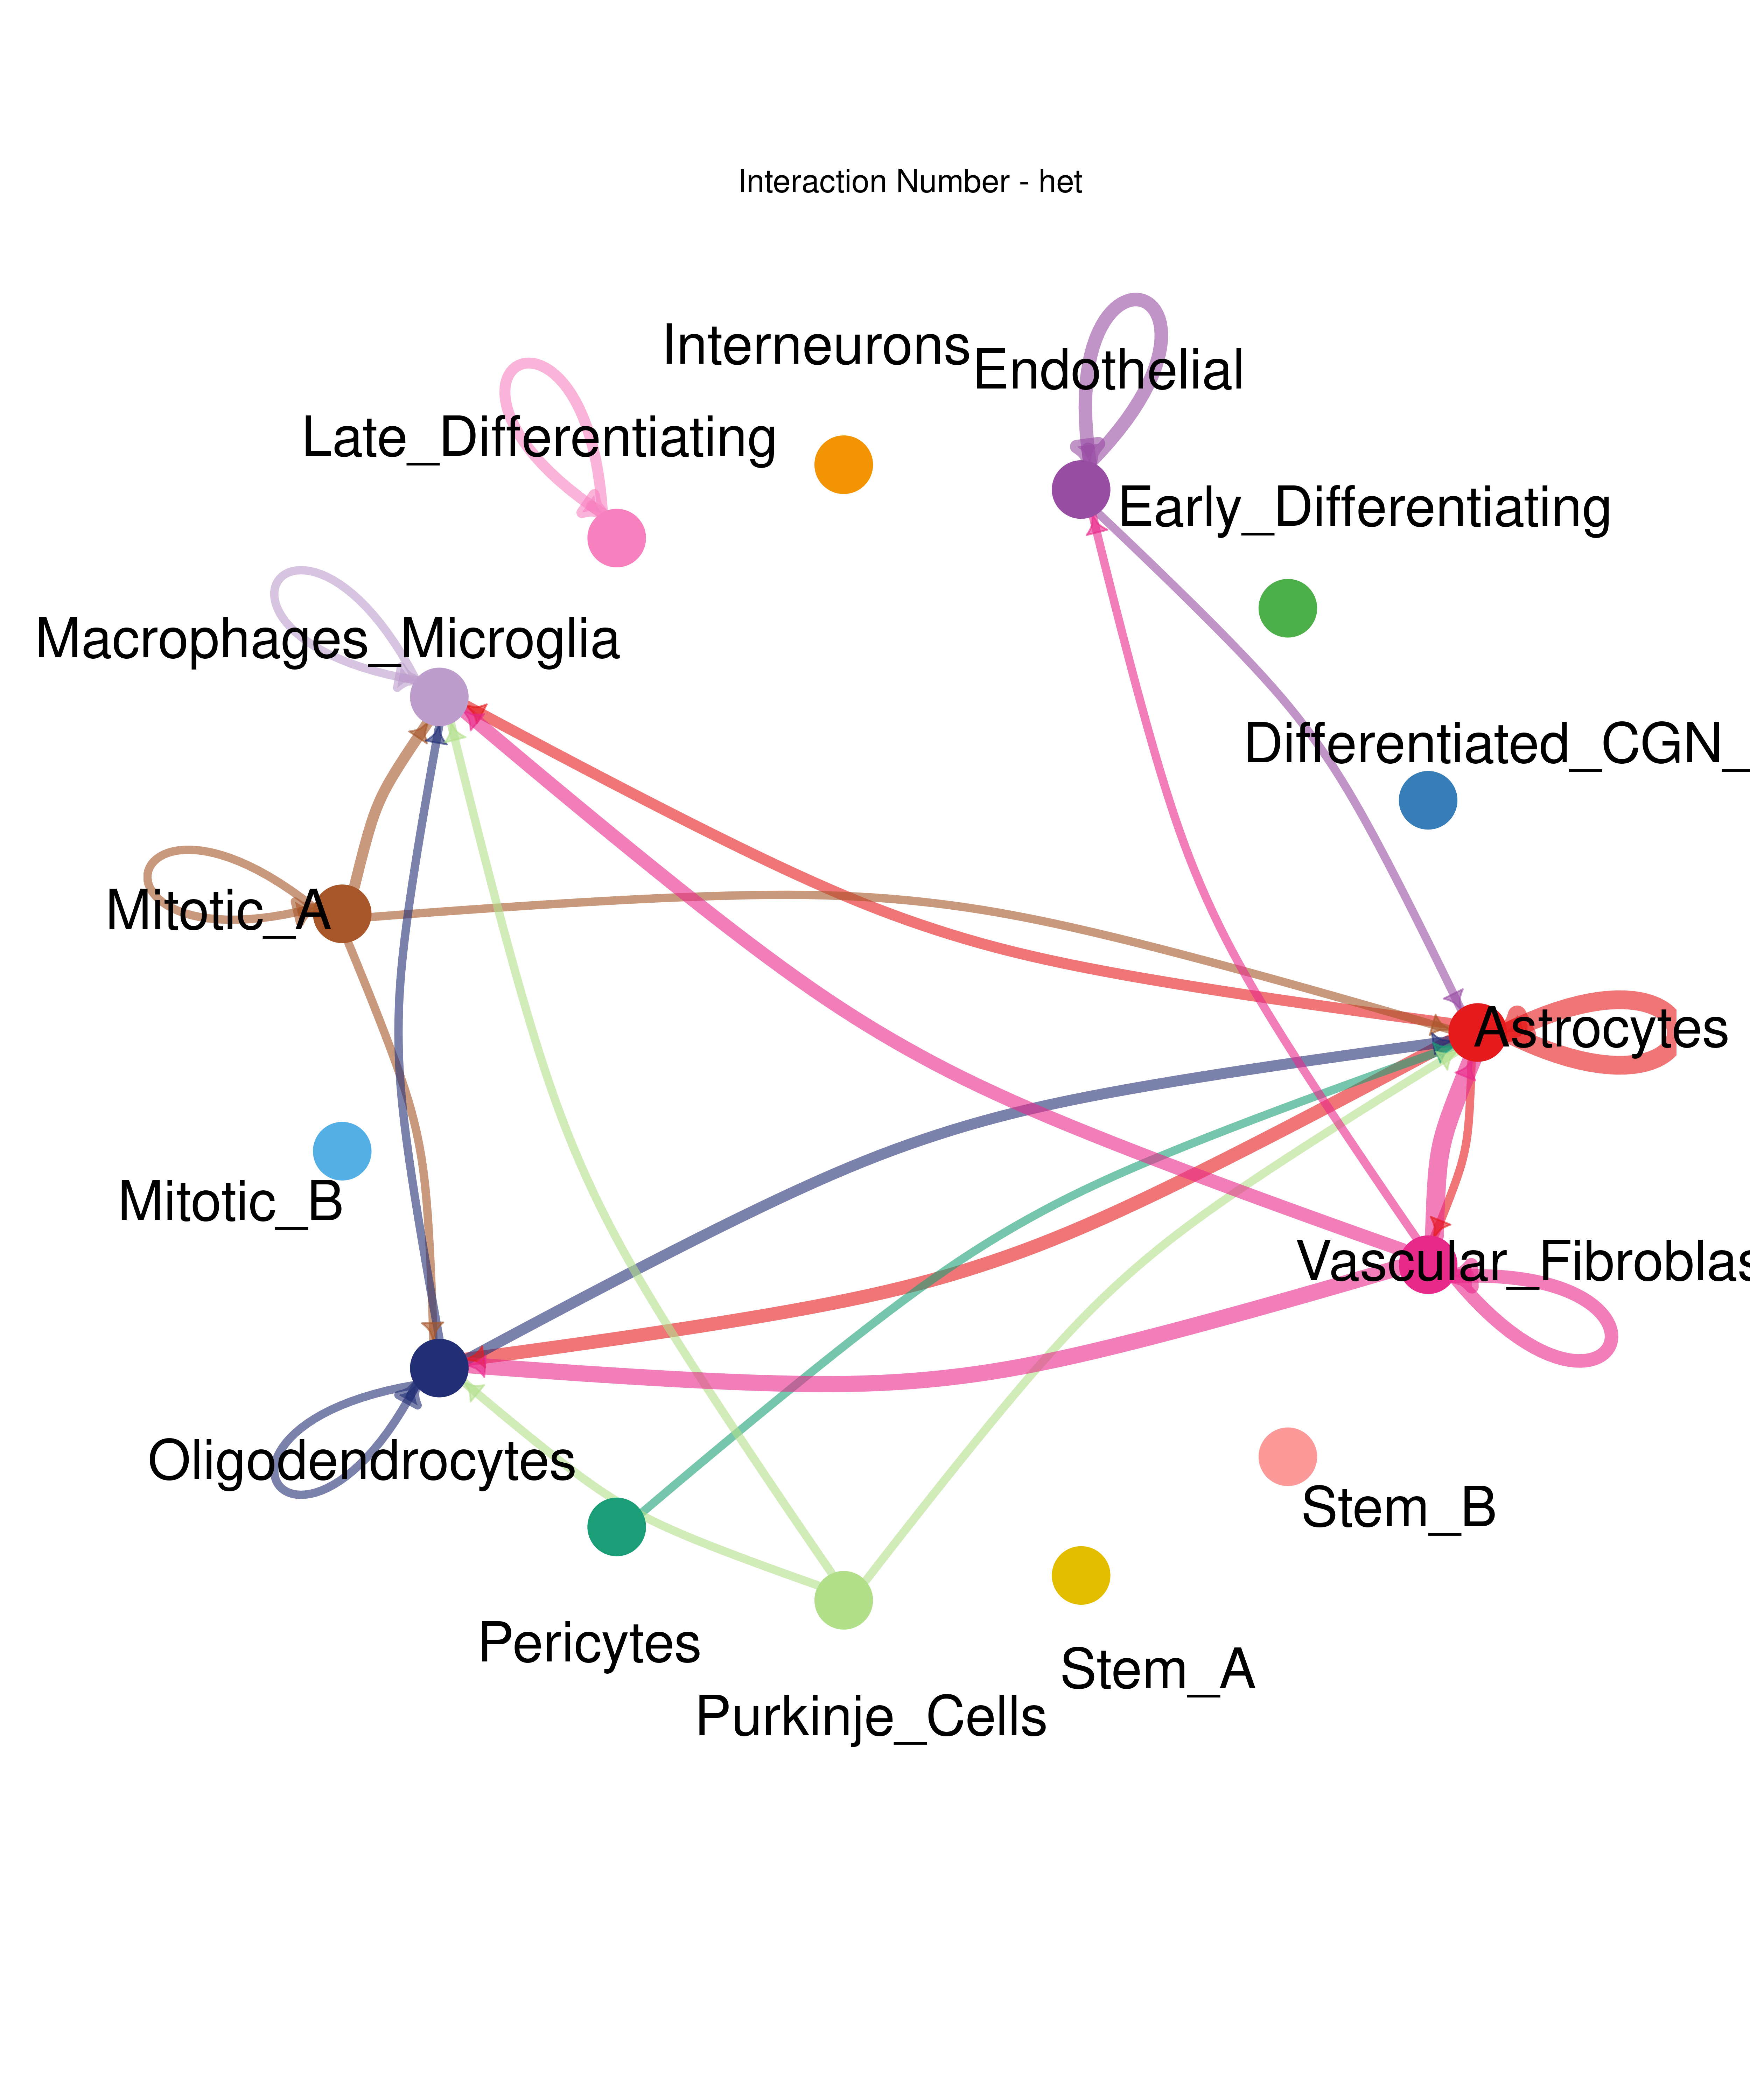 Interaction Number - het
Interneurons
Endothelial
Late_Differentiating
Early_Differentiating
Macrophages_Microglia
Differentiated_CGN_
Mitotic_A
Astrocytes
Mitotic_B
Vascular_Fibroblas
Oligodendrocytes
Stem_B
Pericytes
Stem_A
Purkinje_Cells